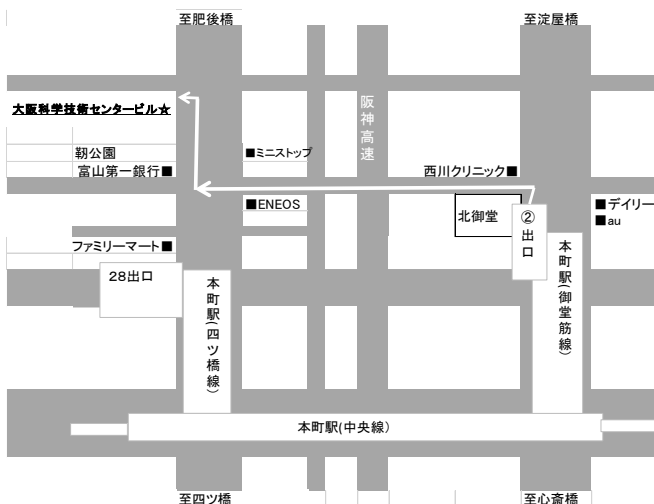 至肥後橋
至淀屋橋
大阪科学技術センタービル☆
阪神高速
靭公園
■ミニストップ
富山第一銀行■
西川クリニック■
■ENEOS
北御堂
②出口
■デイリー
■au
ファミリーマート■
28出口
本町駅(四ツ橋線)
本町駅(御堂筋線)
本町駅(中央線)
至四ツ橋
至心斎橋